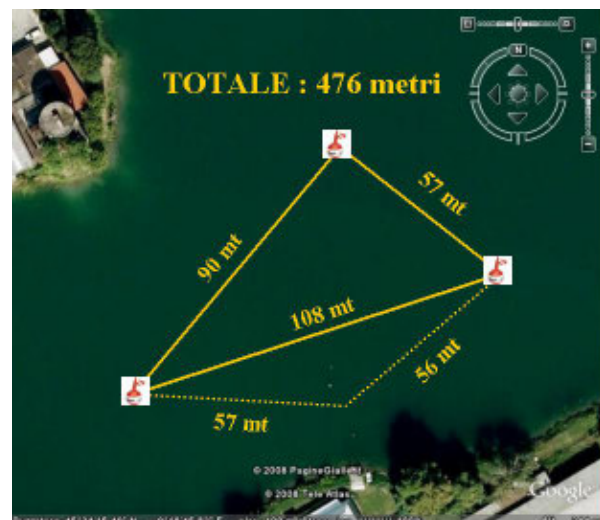 TOTALE : 476 metri
N
57 mt
90 mt
108 mt
56 mt
57 mt
© 2008 PagineGialle.it
© 2008 Tele Atlas
Google